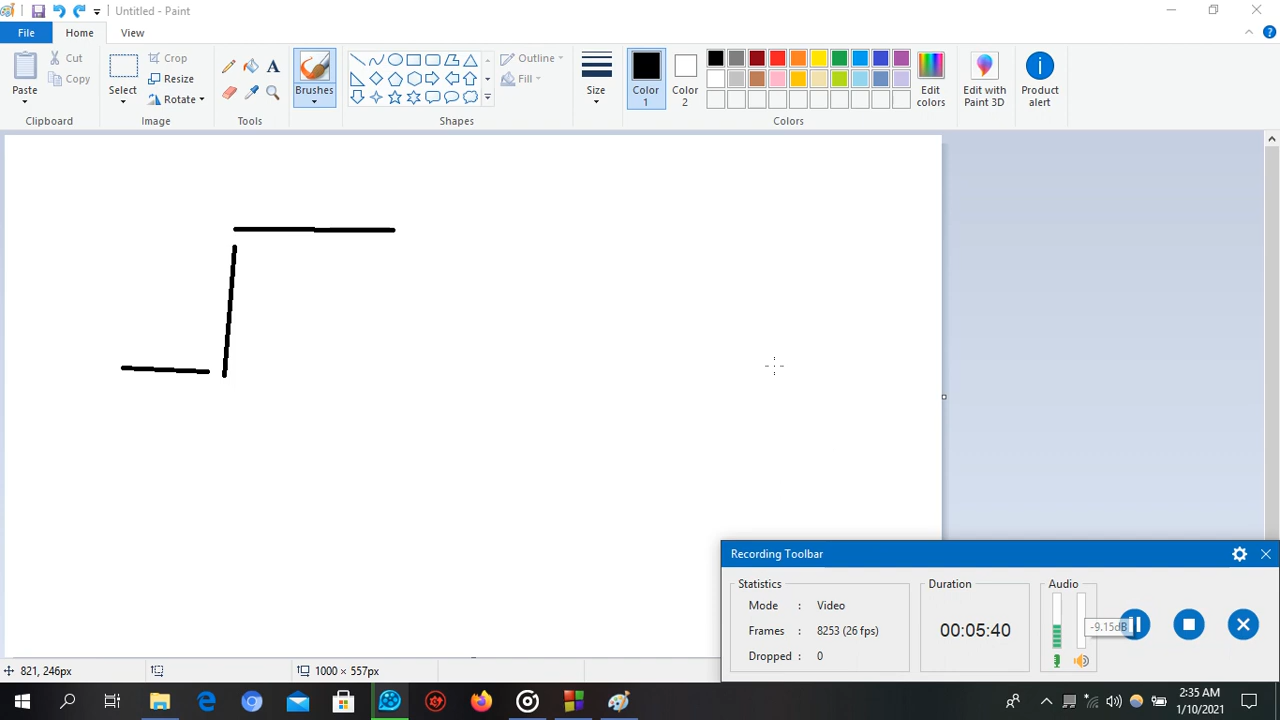 Untitled - Paint
File Home View
Paste
Cut
Copy
Clipboard
Select
Crop
Resize
Rotate
Image
Tools
Brushes
Outline
Fill
Shapes
Size
Color 1
Color 2
Colors
Edit colors
Edit with Paint 3D
Product alert
Recording Toolbar
Statistics
Mode : Video
Frames : 8253 (26 fps)
Dropped : 0
Duration
00:05:40
Audio
-9.15dB
821, 246px
1000 × 557px
2:35 AM
1/10/2021